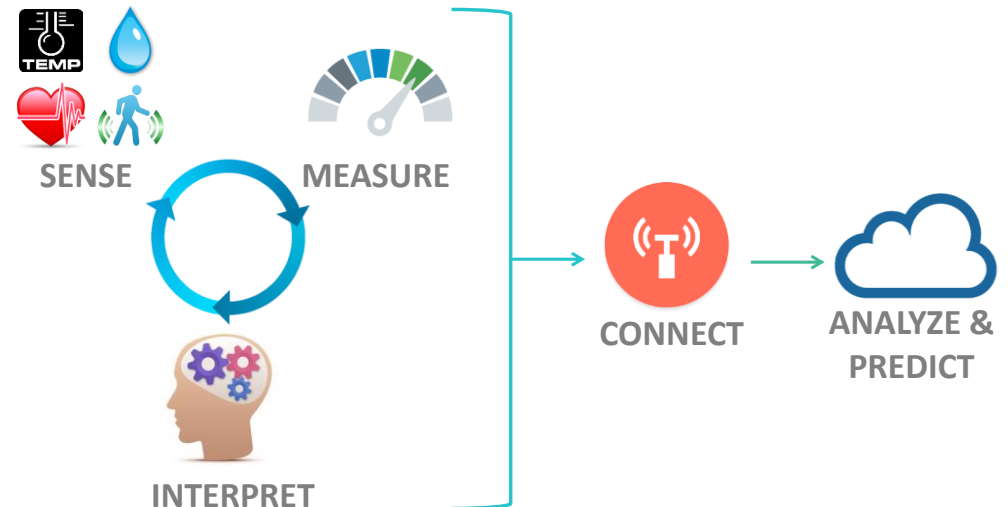 TEMP
SENSE
MEASURE
INTERPRET
CONNECT
ANALYZE &
PREDICT